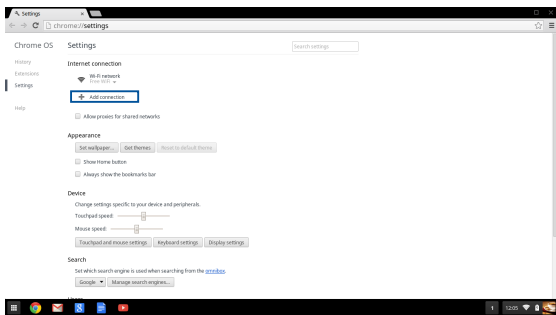 Settings
chrome://settings
Chrome OS
Settings
Search settings
History
Extensions
Settings
Help
Internet connection
Wi-Fi network
Free WiFi
Add connection
Allow proxies for shared networks
Appearance
Set wallpaper... Get themes Reset to default theme
Show Home button
Always show the bookmarks bar
Device
Change settings specific to your device and peripherals.
Touchpad speed:
Mouse speed:
Touchpad and mouse settings Keyboard settings Display settings
Search
Set which search engine is used when searching from the omnibox.
Google Manage search engines...
Users
8
1 12:05